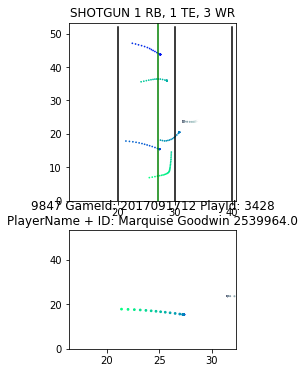 SHOTGUN 1 RB, 1 TE, 3 WR
50
40
30
20
10
0
20 30 40
9847 GameId: 2017091712 PlayId: 3428
PlayerName + ID: Marquise Goodwin 2539964.0
40
20
0
20 25 30